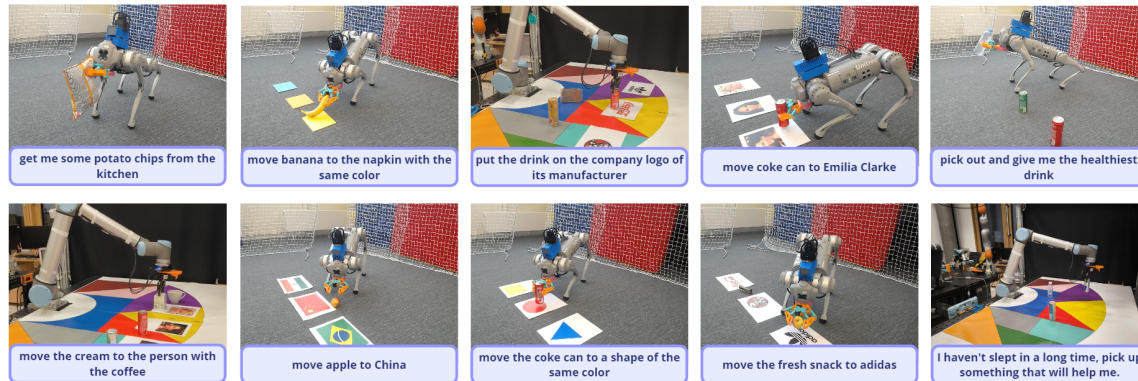 get me some potato chips from the
kitchen
move banana to the napkin with the
same color
put the drink on the company logo of
its manufacturer
move coke can to Emilia Clarke
pick out and give me the healthiest
drink
move the cream to the person with
the coffee
move apple to China
move the coke can to a shape of the
same color
move the fresh snack to adidas
I haven't slept in a long time, pick up
something that will help me.